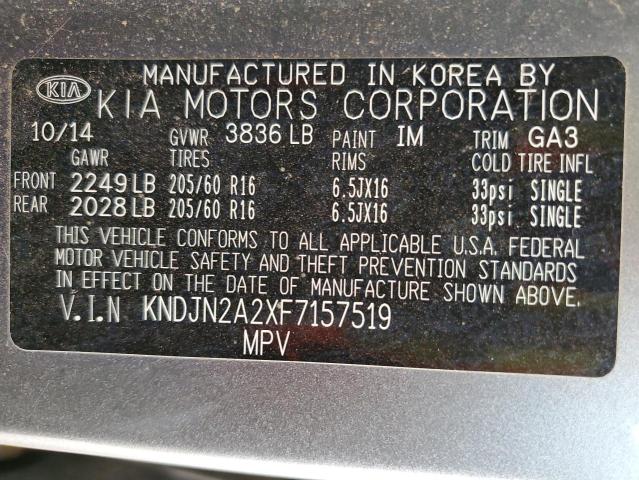 MANUFACTURED IN KOREA BY
KIA KIA MOTORS CORPORATION
10/14 GVWR 3836 LB PAINT IM TRIM GA3
GAWR TIRES RIMS COLD TIRE INFL
FRONT 2249 LB 205/60 R16 6.5JX16 33psi SINGLE
REAR 2028 LB 205/60 R16 6.5JX16 33psi SINGLE
THIS VEHICLE CONFORMS TO ALL APPLICABLE U.S.A. FEDERAL
MOTOR VEHICLE SAFETY AND THEFT PREVENTION STANDARDS
IN EFFECT ON THE DATE OF MANUFACTURE SHOWN ABOVE.
V.I.N KNDJN2A2XF7157519
MPV